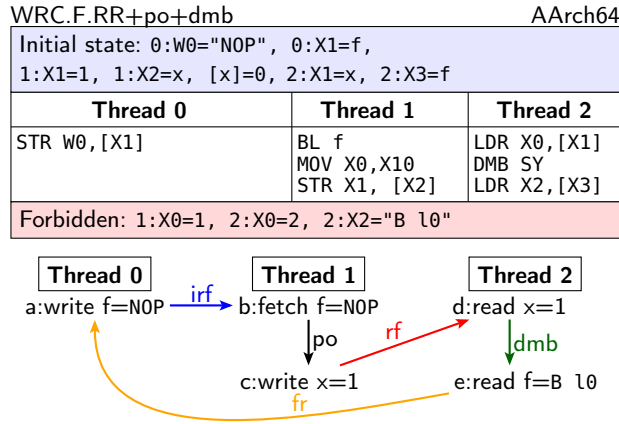 WRC.F.RR+po+dmb AArch64
Initial state: 0:W0="NOP", 0:X1=f,
1:X1=1, 1:X2=x, [x]=0, 2:X1=x, 2:X3=f
Thread 0 Thread 1 Thread 2
STR W0,[X1] BL f LDR X0,[X1]
MOV X0,X10 DMB SY
STR X1, [X2] LDR X2,[X3]
Forbidden: 1:X0=1, 2:X0=2, 2:X2="B l0"
Thread 0 Thread 1 Thread 2
a:write f=NOP irf b:fetch f=NOP d:read x=1
po rf dmb
c:write x=1 e:read f=B l0
fr